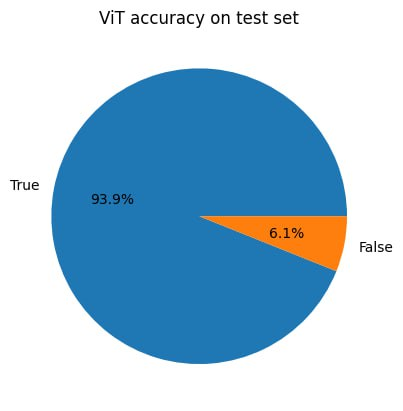 ViT accuracy on test set
True
93.9%
6.1%
False